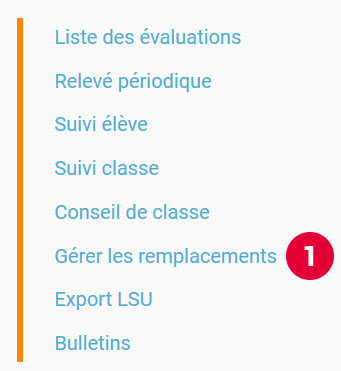 Liste des évaluations
Relevé périodique
Suivi élève
Suivi classe
Conseil de classe
Gérer les remplacements 1
Export LSU
Bulletins